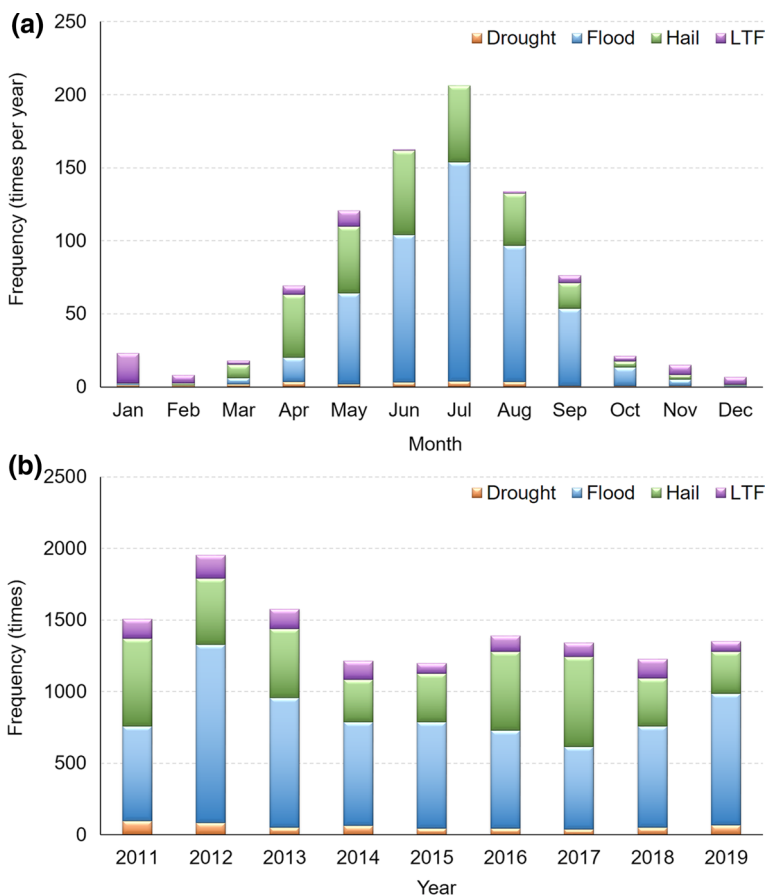 (a)
250
200
150
100
50
0
Frequency (times per year)
Drought Flood Hail LTF
Jan Feb Mar Apr May Jun Jul Aug Sep Oct Nov Dec
Month
(b)
2500
2000
1500
1000
500
0
Frequency (times)
Drought Flood Hail LTF
2011 2012 2013 2014 2015 2016 2017 2018 2019
Year